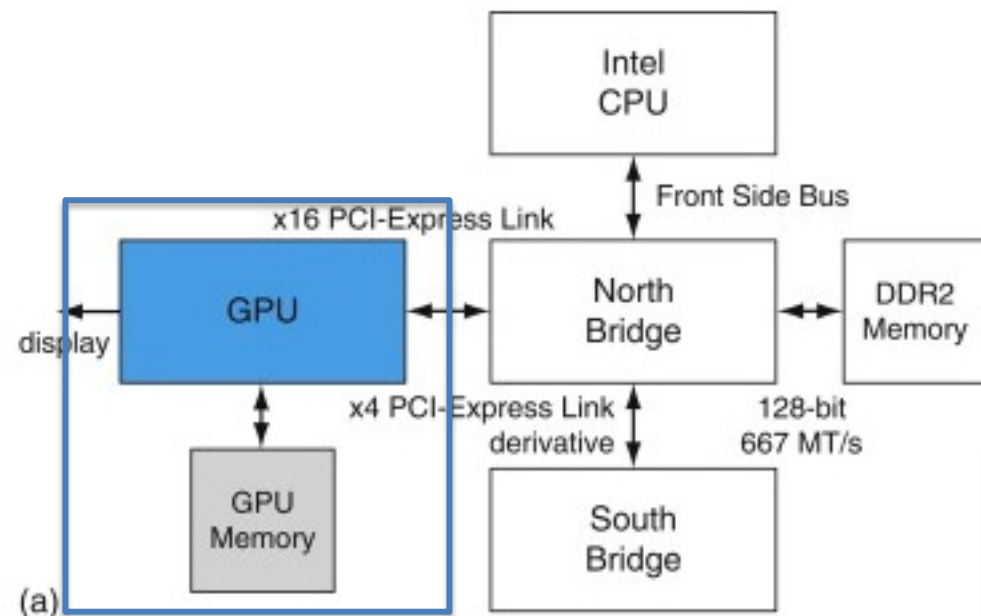 Intel
CPU
Front Side Bus
x16 PCI-Express Link
GPU
North
Bridge
DDR2
Memory
display
x4 PCI-Express Link
derivative
128-bit
667 MT/s
GPU
Memory
South
Bridge
(a)